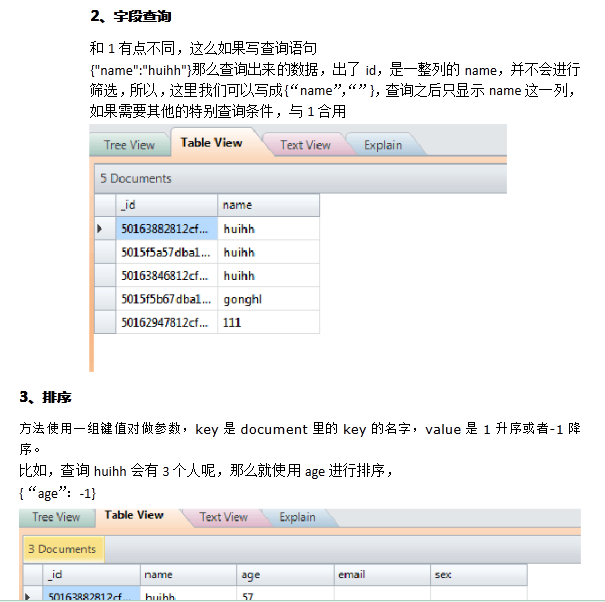 2、字段查询
和 1 有点不同，这么如果写查询语句
{"name":"huihh"}那么查询出来的数据，出了 id，是一整列的 name，并不会进行
筛选，所以，这里我们可以写成{“name”,“”}，查询之后只显示 name 这一列，
如果需要其他的特别查询条件，与 1 合用
Tree View Table View Text View Explain
5 Documents
_id name
50163882812cf... huihh
5015f5a57dba1... huihh
50163846812cf... huihh
5015f5b67dba1... gonghl
50162947812cf... 111
3、排序
方法使用一组键值对做参数，key 是 document 里的 key 的名字，value 是 1 升序或者-1 降
序。
比如，查询 huihh 会有 3 个人呢，那么就使用 age 进行排序，
{ “age”: -1}
Tree View Table View Text View Explain
3 Documents
_id name age email sex
50163882812cf... huihh 57